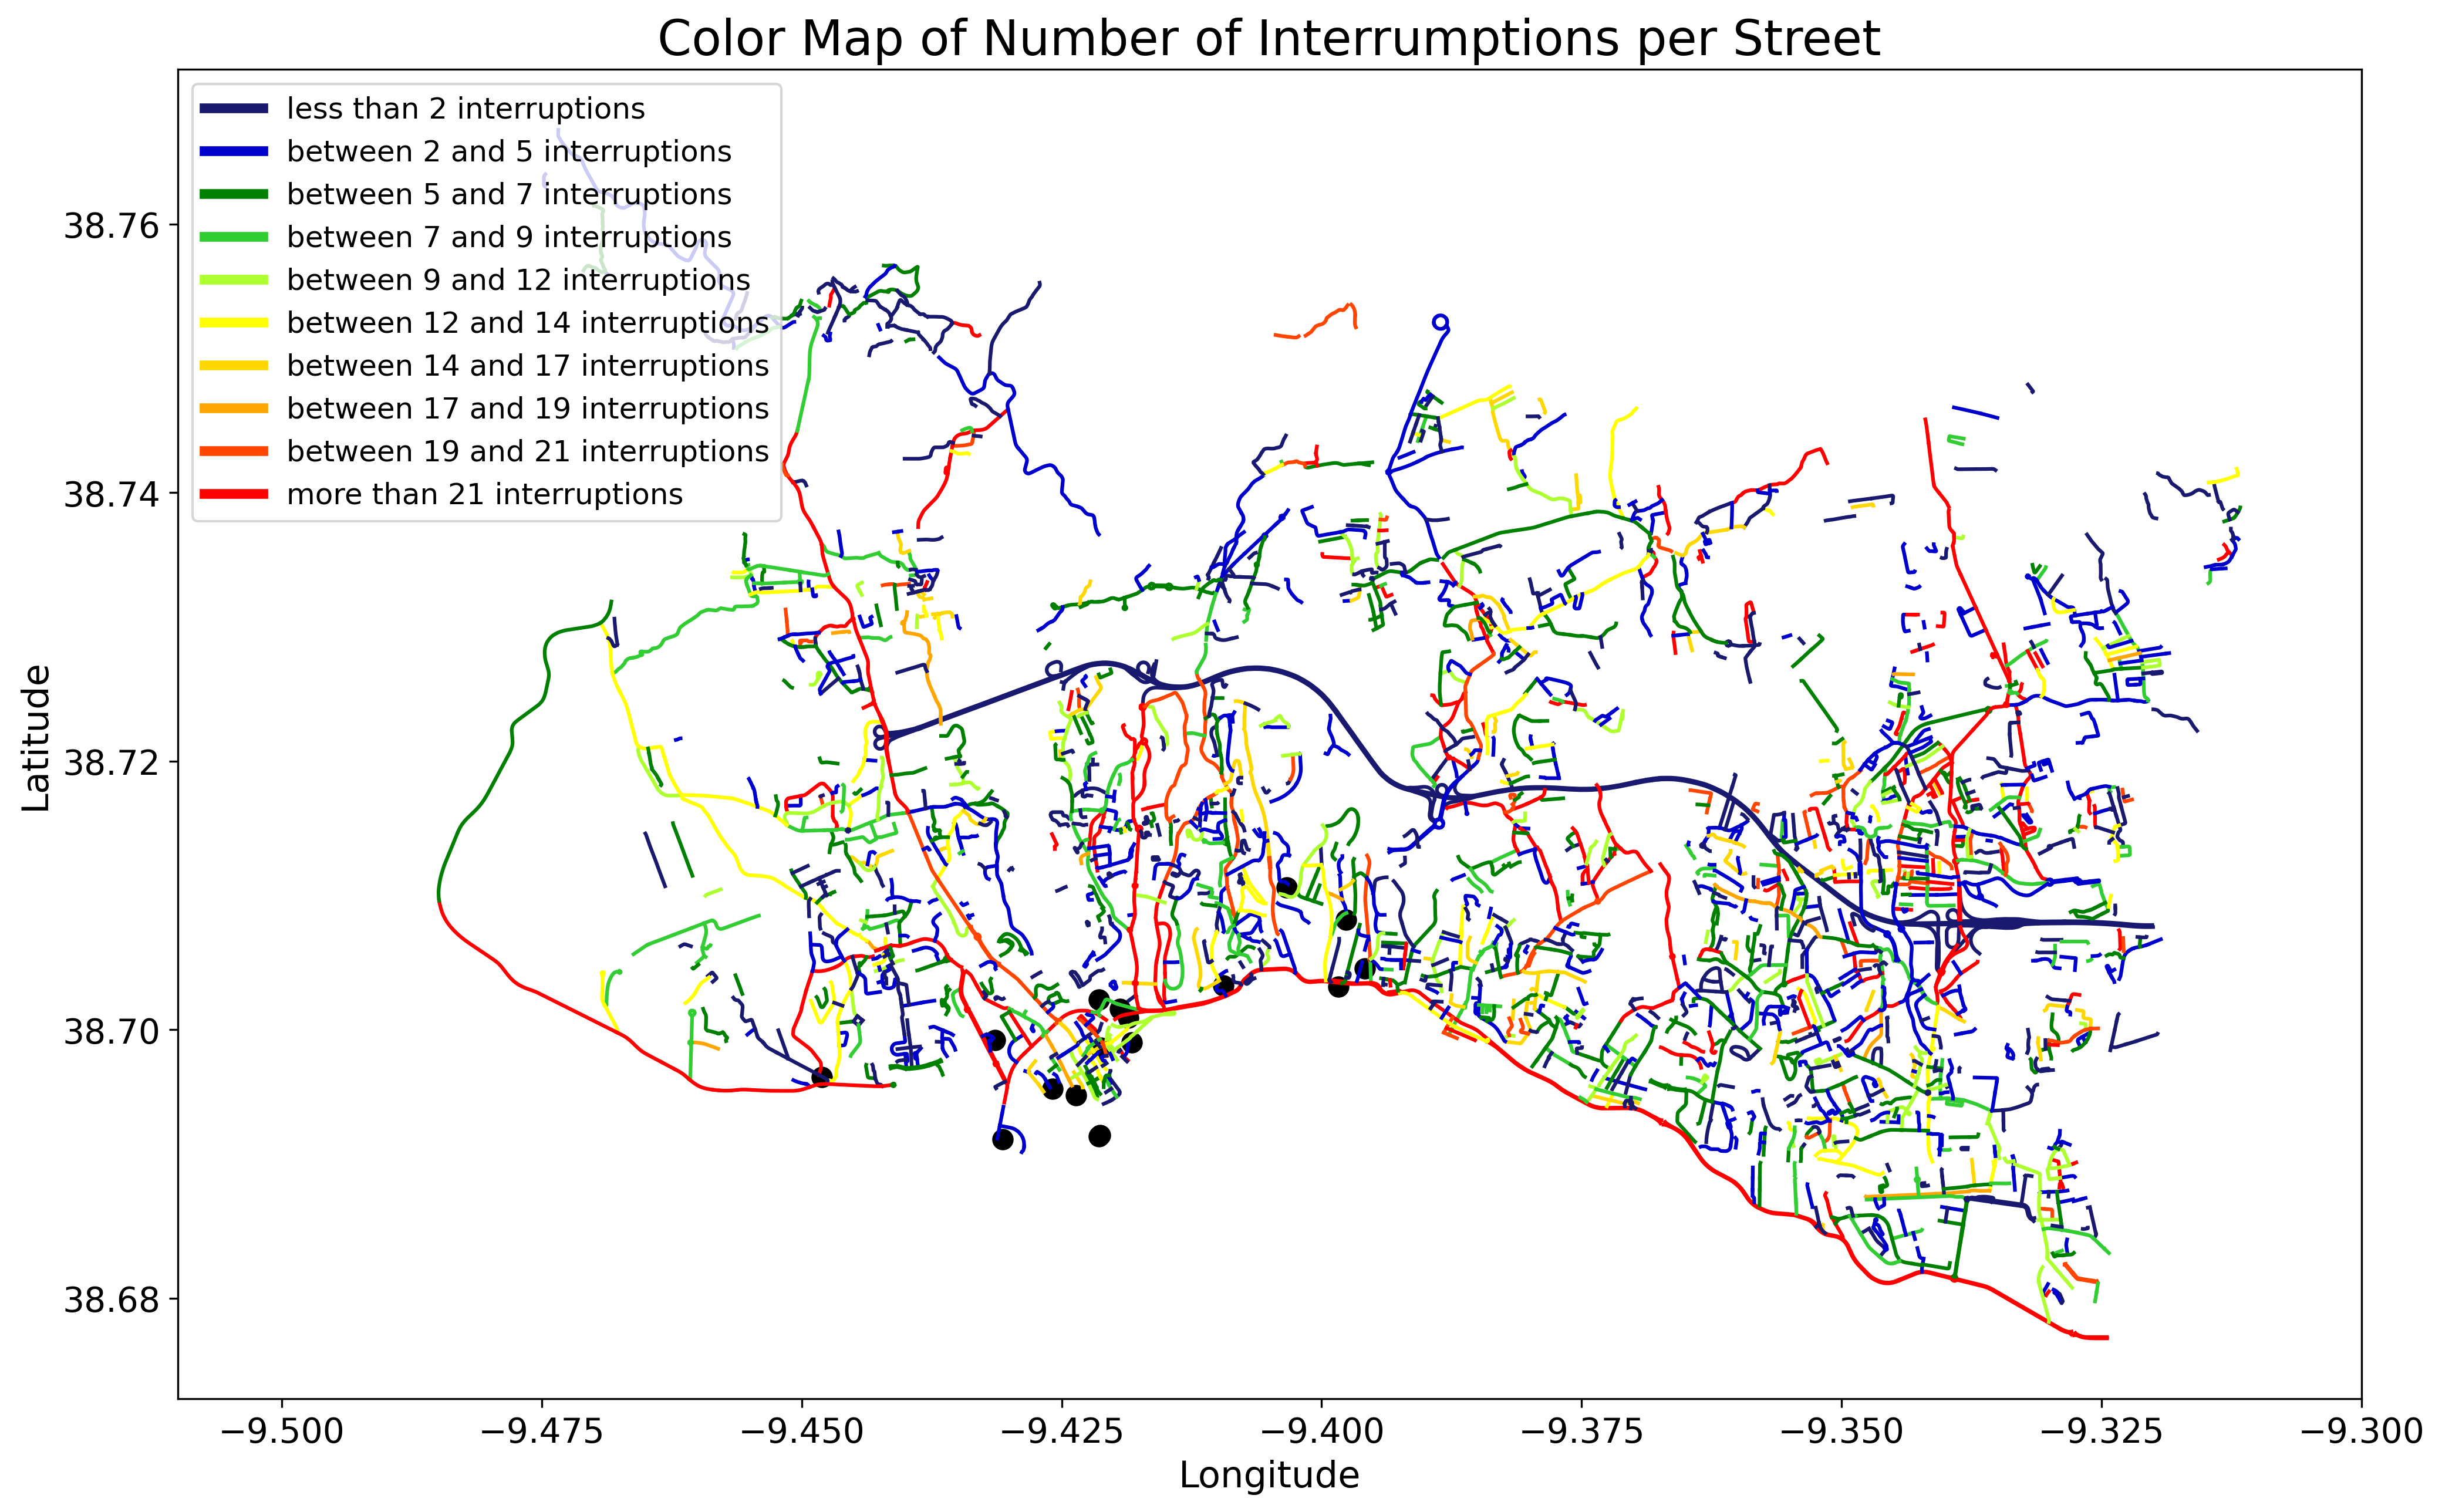 Color Map of Number of Interrumptions per Street
less than 2 interruptions
between 2 and 5 interruptions
between 5 and 7 interruptions
between 7 and 9 interruptions
between 9 and 12 interruptions
between 12 and 14 interruptions
between 14 and 17 interruptions
between 17 and 19 interruptions
between 19 and 21 interruptions
more than 21 interruptions
Latitude
38.76
38.74
38.72
38.70
38.68
−9.500 −9.475 −9.450 −9.425 −9.400 −9.375 −9.350 −9.325 −9.300
Longitude